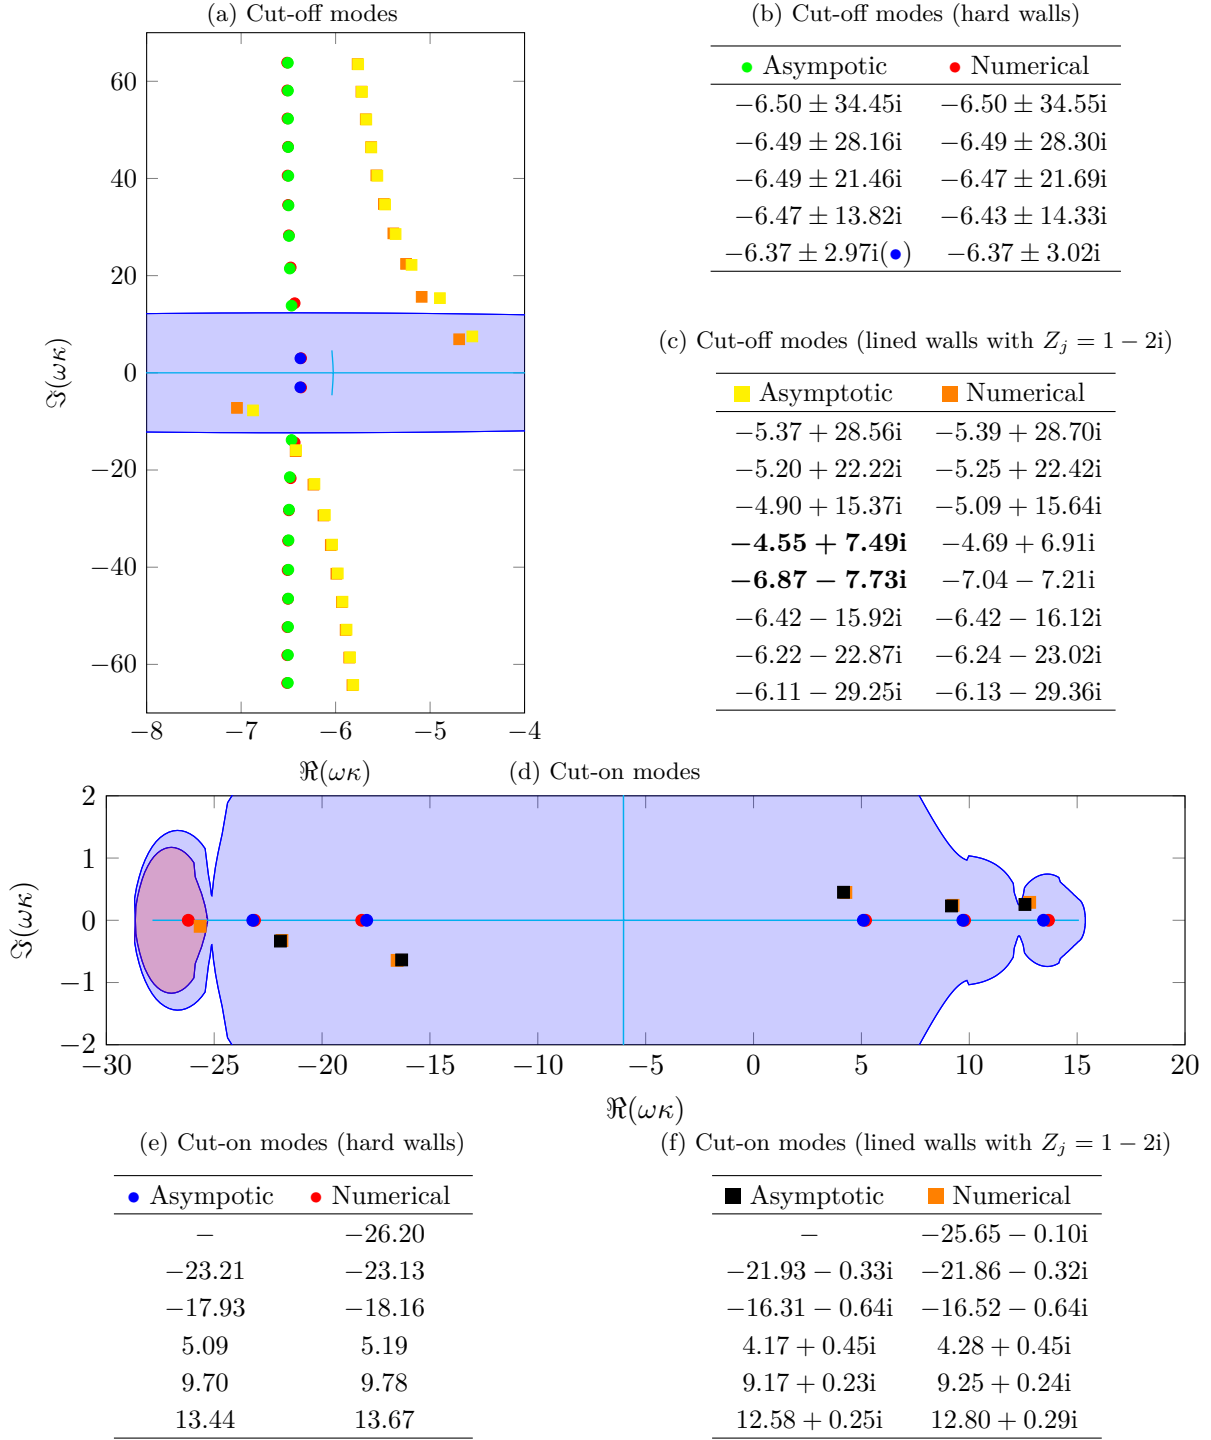 (a) Cut-off modes
60
40
20
0
−20
−40
−60
ℑ(ωκ)
−8 −7 −6 −5 −4
ℜ(ωκ)
(b) Cut-off modes (hard walls)
Asympotic Numerical
−6.50 ± 34.45i −6.50 ± 34.55i
−6.49 ± 28.16i −6.49 ± 28.30i
−6.49 ± 21.46i −6.47 ± 21.69i
−6.47 ± 13.82i −6.43 ± 14.33i
−6.37 ± 2.97i(●) −6.37 ± 3.02i
(c) Cut-off modes (lined walls with Z_j = 1 − 2i)
Asymptotic Numerical
−5.37 + 28.56i −5.39 + 28.70i
−5.20 + 22.22i −5.25 + 22.42i
−4.90 + 15.37i −5.09 + 15.64i
−4.55 + 7.49i −4.69 + 6.91i
−6.87 − 7.73i −7.04 − 7.21i
−6.42 − 15.92i −6.42 − 16.12i
−6.22 − 22.87i −6.24 − 23.02i
−6.11 − 29.25i −6.13 − 29.36i
(d) Cut-on modes
2
1
0
−1
−2
ℑ(ωκ)
−30 −25 −20 −15 −10 −5 0 5 10 15 20
ℜ(ωκ)
(e) Cut-on modes (hard walls)
Asympotic Numerical
− −26.20
−23.21 −23.13
−17.93 −18.16
5.09 5.19
9.70 9.78
13.44 13.67
(f) Cut-on modes (lined walls with Z_j = 1 − 2i)
Asymptotic Numerical
− −25.65 − 0.10i
−21.93 − 0.33i −21.86 − 0.32i
−16.31 − 0.64i −16.52 − 0.64i
4.17 + 0.45i 4.28 + 0.45i
9.17 + 0.23i 9.25 + 0.24i
12.58 + 0.25i 12.80 + 0.29i